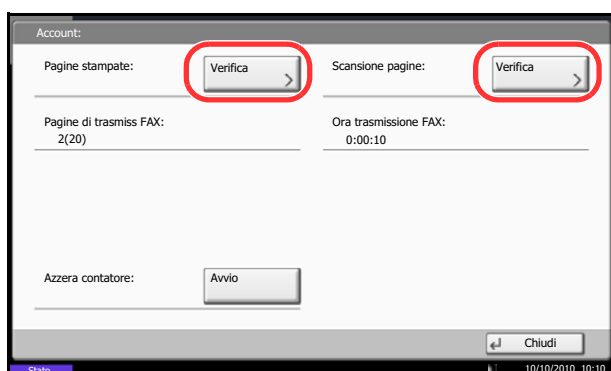 Account:
Pagine stampate: Verifica Scansione pagine: Verifica
Pagine di trasmiss FAX: Ora trasmissione FAX:
2(20) 0:00:10
Azzera contatore: Avvio
Chiudi
Stato 10/10/2010 10:10